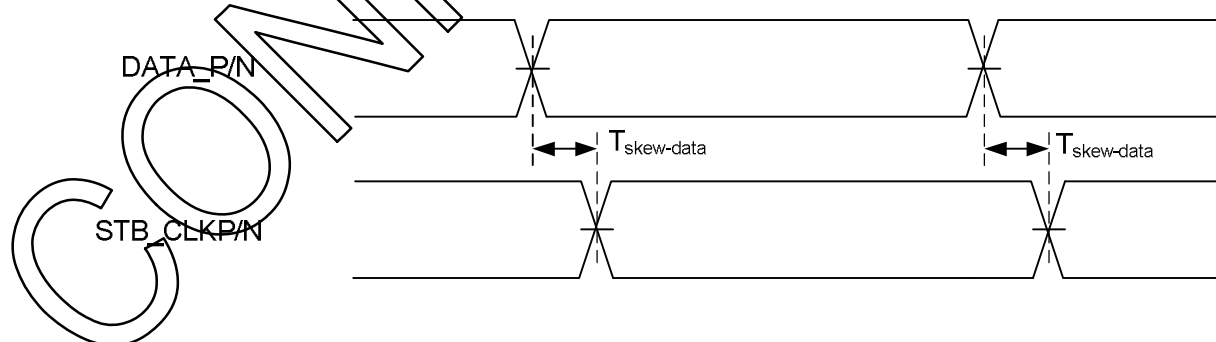 DATA_P/N
Tskew-data
Tskew-data
STB_CLKP/N
CON